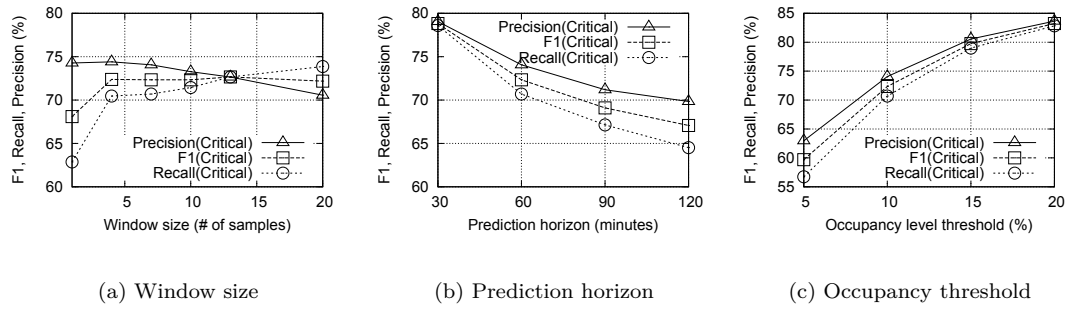 F1, Recall, Precision (%)
80
75
70
65
60
5
10
15
20
Precision(Critical)
F1(Critical)
Recall(Critical)
Window size (# of samples)
(a) Window size
F1, Recall, Precision (%)
80
75
70
65
60
30
60
90
120
Precision(Critical)
F1(Critical)
Recall(Critical)
Prediction horizon (minutes)
(b) Prediction horizon
F1, Recall, Precision (%)
85
80
75
70
65
60
55
5
10
15
20
Precision(Critical)
F1(Critical)
Recall(Critical)
Occupancy level threshold (%)
(c) Occupancy threshold